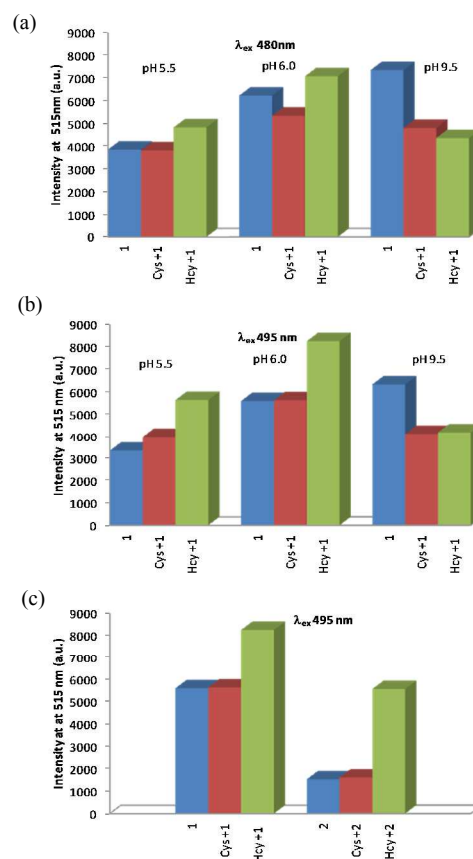 (a)
λex 480nm
pH 5.5
pH 6.0
pH 9.5
Intensity at 515nm (a.u.)
9000
8000
7000
6000
5000
4000
3000
2000
1000
0
1
Cys +1
Hcy +1
1
Cys +1
Hcy +1
1
Cys +1
Hcy +1
(b)
λex 495 nm
pH 5.5
pH 6.0
pH 9.5
Intensity at 515 nm (a.u.)
9000
8000
7000
6000
5000
4000
3000
2000
1000
0
1
Cys +1
Hcy +1
1
Cys +1
Hcy +1
1
Cys +1
Hcy +1
(c)
λex 495 nm
Intensity at at 515 nm (a.u.)
9000
8000
7000
6000
5000
4000
3000
2000
1000
0
1
Cys +1
Hcy +1
2
Cys +2
Hcy +2